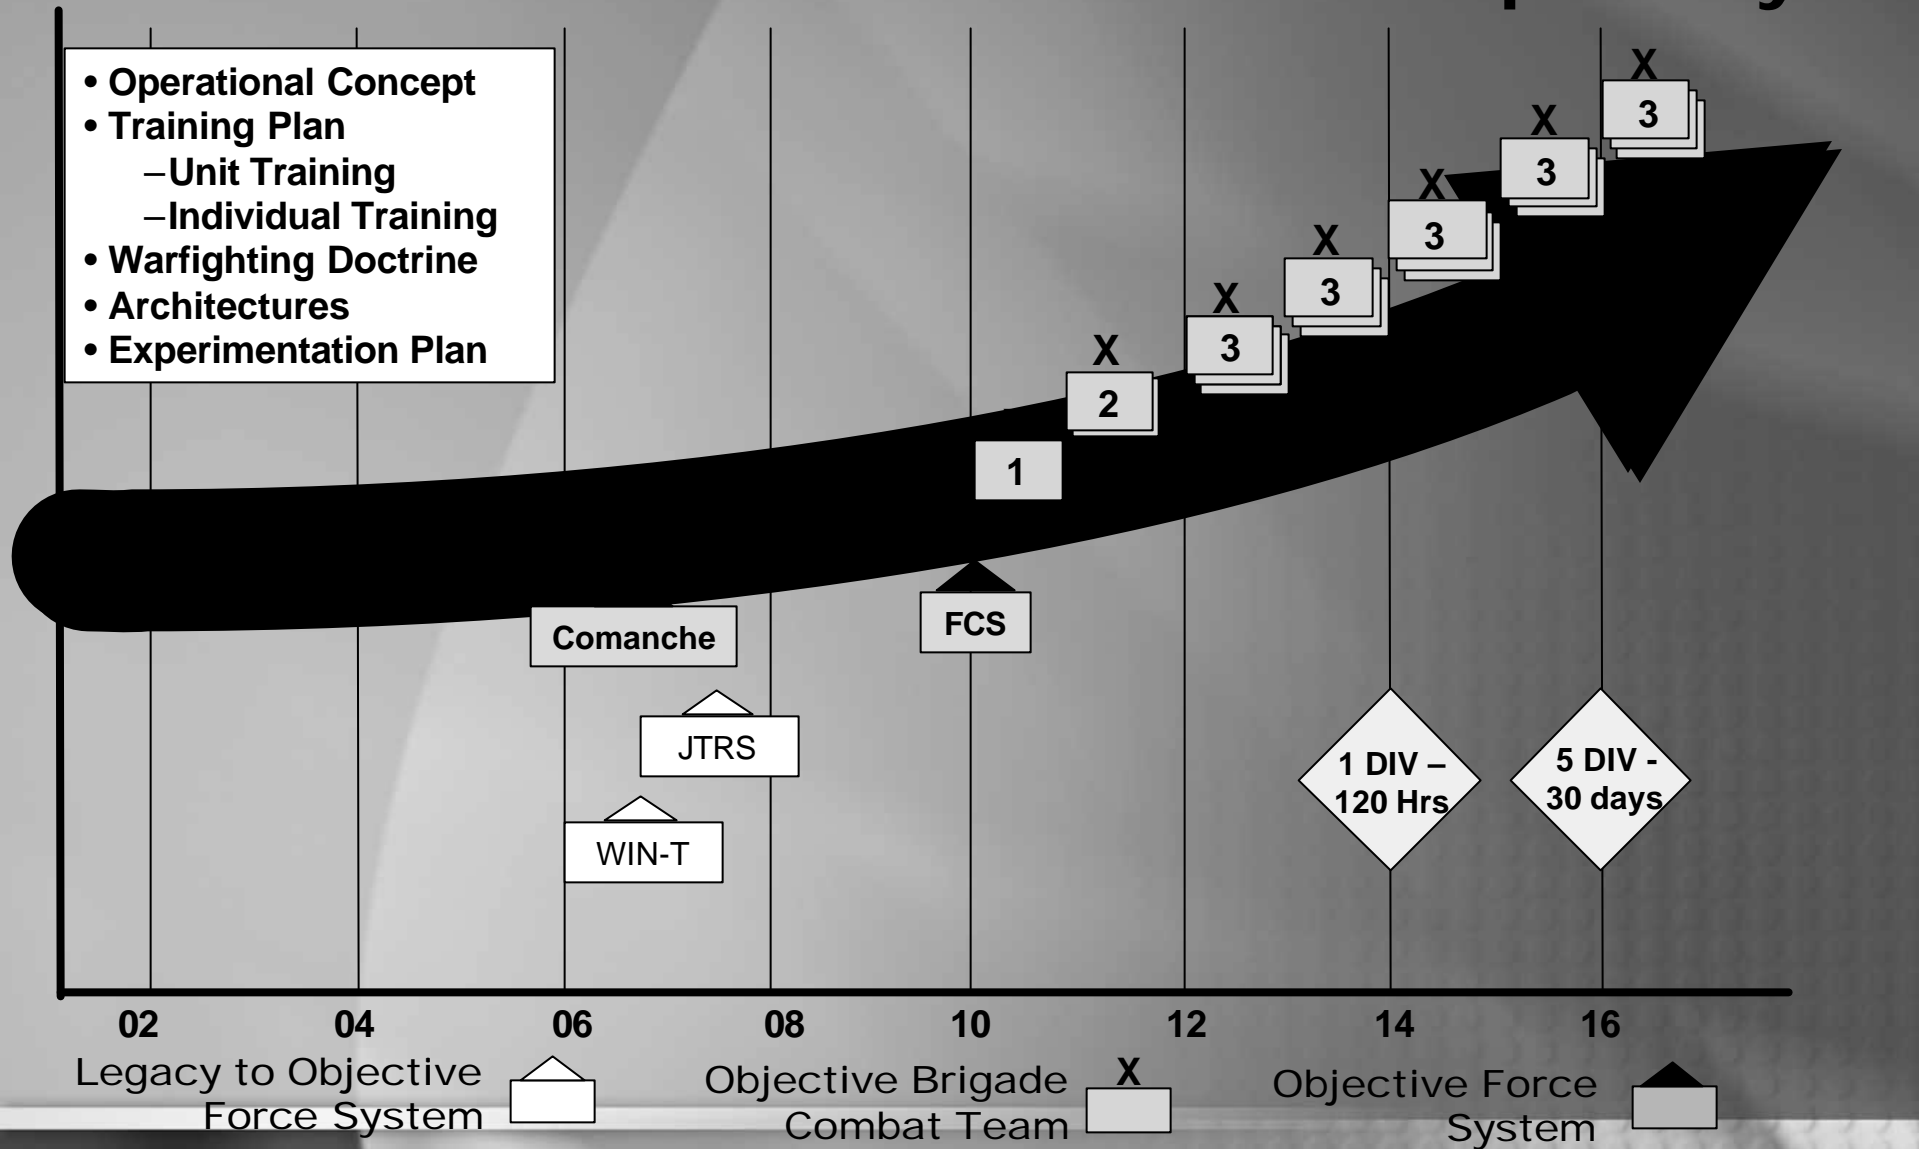 • Operational Concept
• Training Plan
–Unit Training
–Individual Training
• Warfighting Doctrine
• Architectures
• Experimentation Plan
X
3
X
3
X
3
X
3
X
3
X
2
1
Comanche
FCS
JTRS
WIN-T
1 DIV –
120 Hrs
5 DIV -
30 days
02 04 06 08 10 12 14 16
Legacy to Objective
Force System
Objective Brigade
Combat Team
X
Objective Force
System